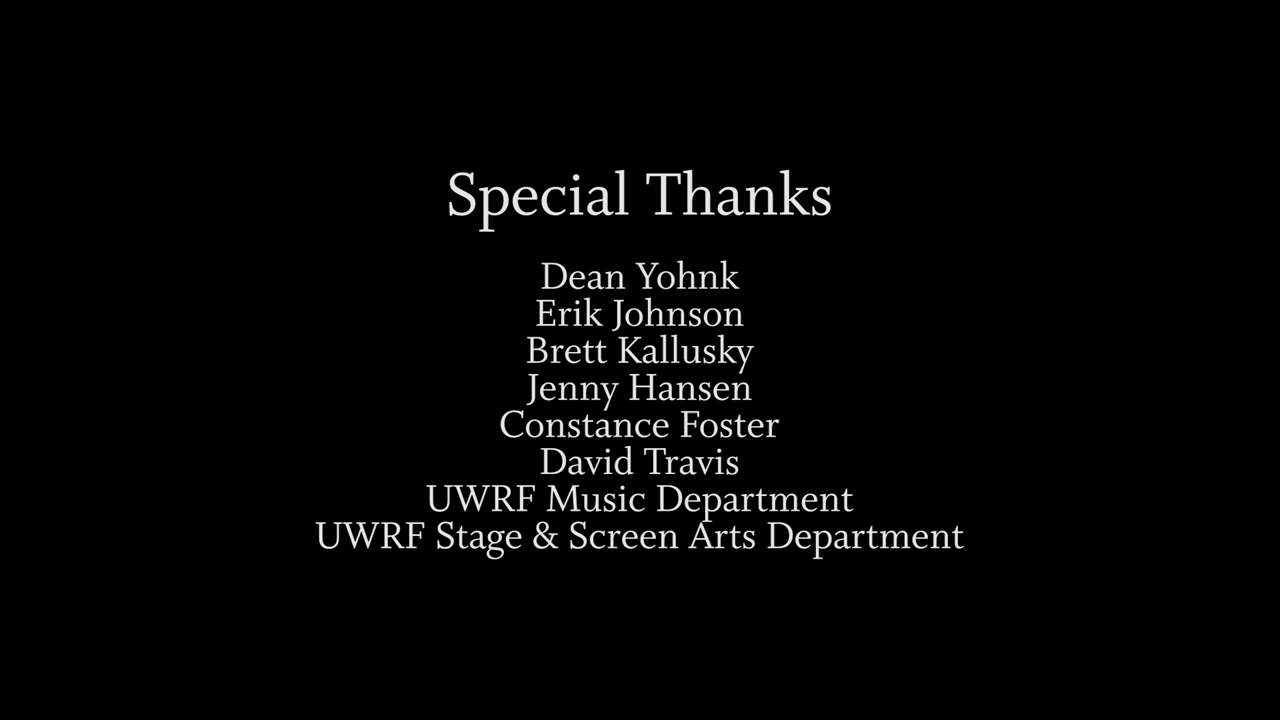 Special Thanks
Dean Yohnk
Erik Johnson
Brett Kallusky
Jenny Hansen
Constance Foster
David Travis
UWRF Music Department
UWRF Stage & Screen Arts Department